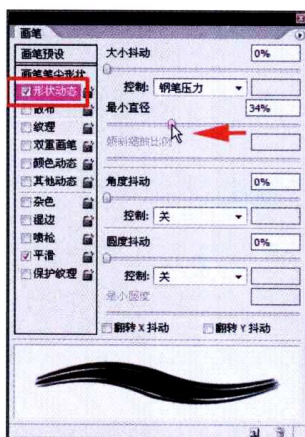 画笔
画笔预设
画笔笔尖形状
形状动态
散布
纹理
双重画笔
颜色动态
其他动态
杂色
湿边
喷枪
平滑
保护纹理
大小抖动 0%
控制: 钢笔压力
最小直径 34%
倾斜缩放比例
角度抖动 0%
控制: 关
圆度抖动 0%
控制: 关
最小圆度
翻转 X 抖动 翻转 Y 抖动